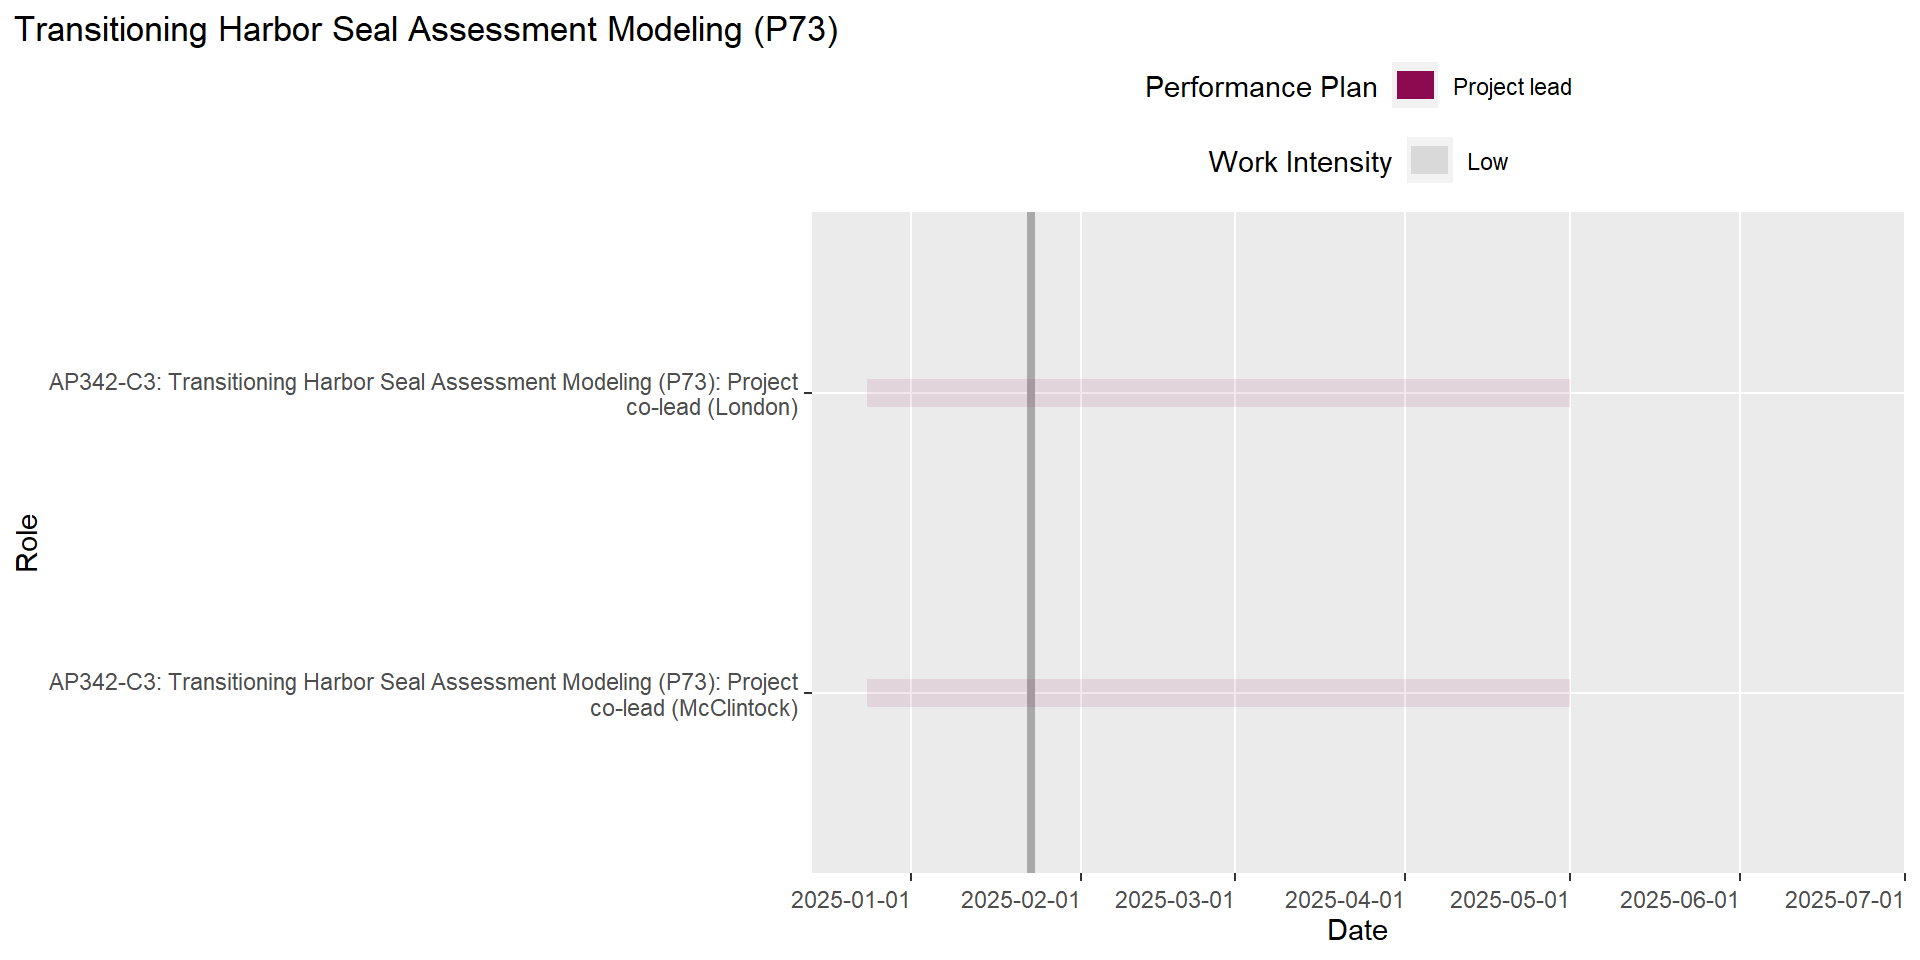 Transitioning Harbor Seal Assessment Modeling (P73)
Performance Plan Project lead
Work Intensity Low
AP342-C3: Transitioning Harbor Seal Assessment Modeling (P73): Project
co-lead (London)
Role
AP342-C3: Transitioning Harbor Seal Assessment Modeling (P73): Project
co-lead (McClintock)
2025-01-01 2025-02-01 2025-03-01 2025-04-01 2025-05-01 2025-06-01 2025-07-01
Date